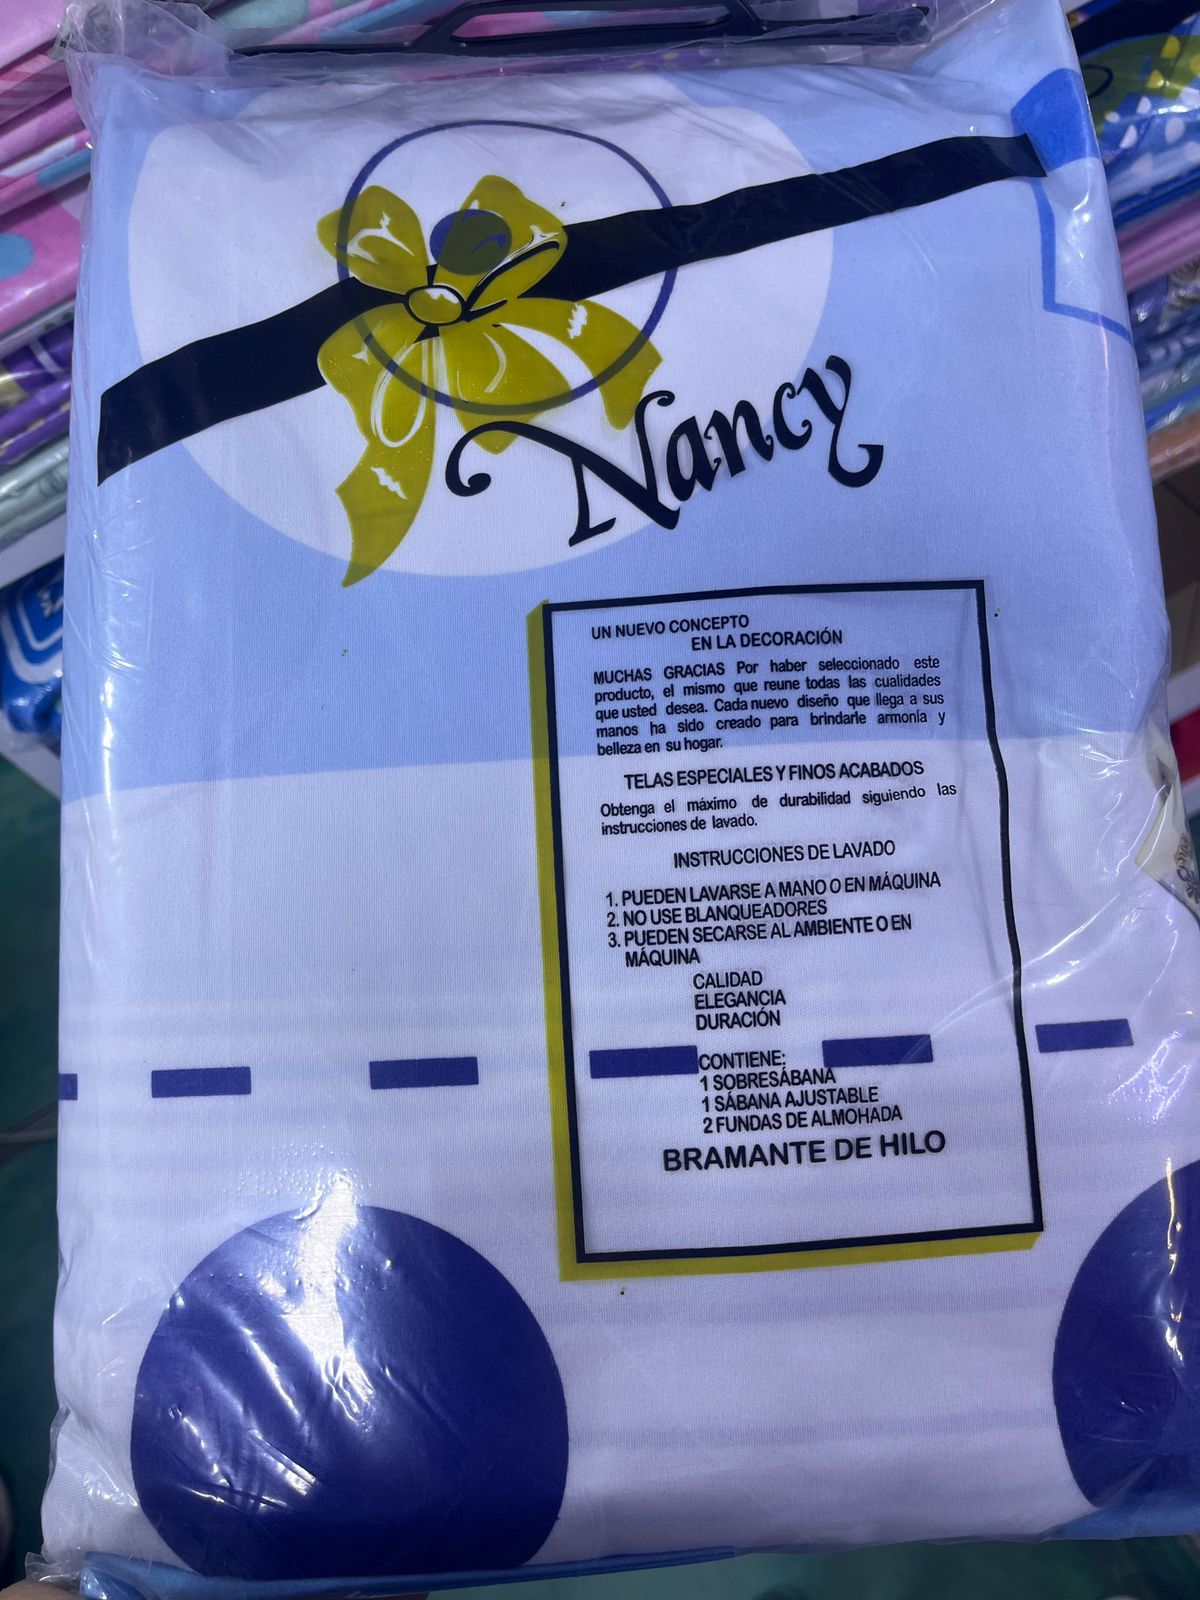 Nancy
UN NUEVO CONCEPTO
EN LA DECORACIÓN
MUCHAS GRACIAS Por haber seleccionado este
producto, el mismo que reune todas las cualidades
que usted desea. Cada nuevo diseño que llega a sus
manos ha sido creado para brindarle armonía y
belleza en su hogar.
TELAS ESPECIALES Y FINOS ACABADOS
Obtenga el máximo de durabilidad siguiendo las
instrucciones de lavado.
INSTRUCCIONES DE LAVADO
1. PUEDEN LAVARSE A MANO O EN MÁQUINA
2. NO USE BLANQUEADORES
3. PUEDEN SECARSE AL AMBIENTE O EN
MÁQUINA
CALIDAD
ELEGANCIA
DURACIÓN
CONTIENE:
1 SOBRESÁBANA
1 SÁBANA AJUSTABLE
2 FUNDAS DE ALMOHADA
BRAMANTE DE HILO